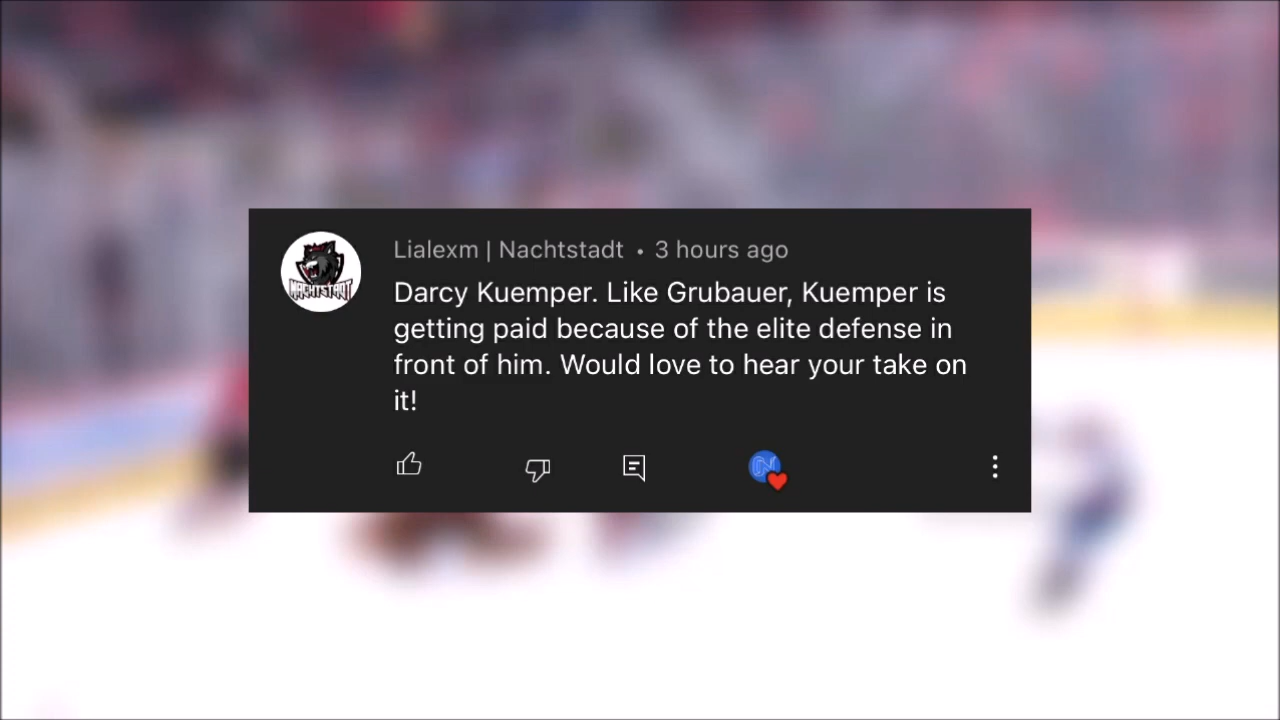 Lialexm | Nachtstadt • 3 hours ago
Darcy Kuemper. Like Grubauer, Kuemper is
getting paid because of the elite defense in
front of him. Would love to hear your take on
it!
NACHTSTADT